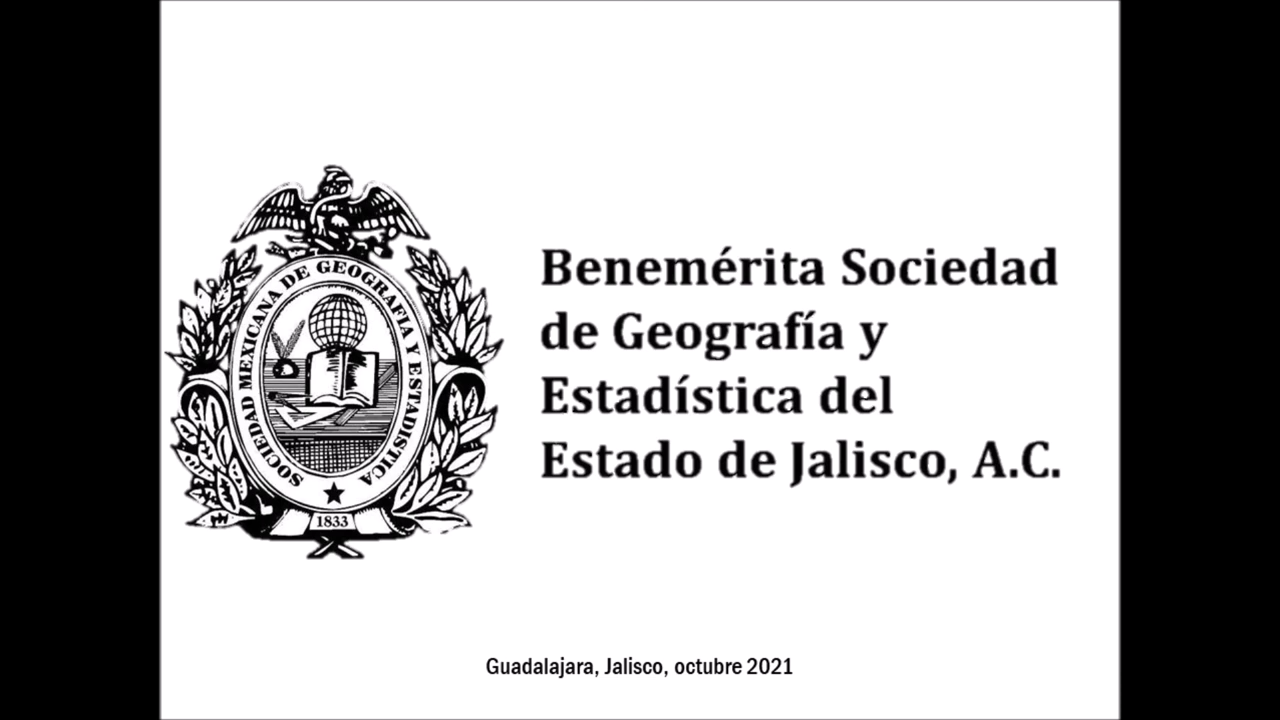 SOCIEDAD MEXICANA DE GEOGRAFIA Y ESTADISTICA
1833
Benemérita Sociedad
de Geografía y
Estadística del
Estado de Jalisco, A.C.
Guadalajara, Jalisco, octubre 2021